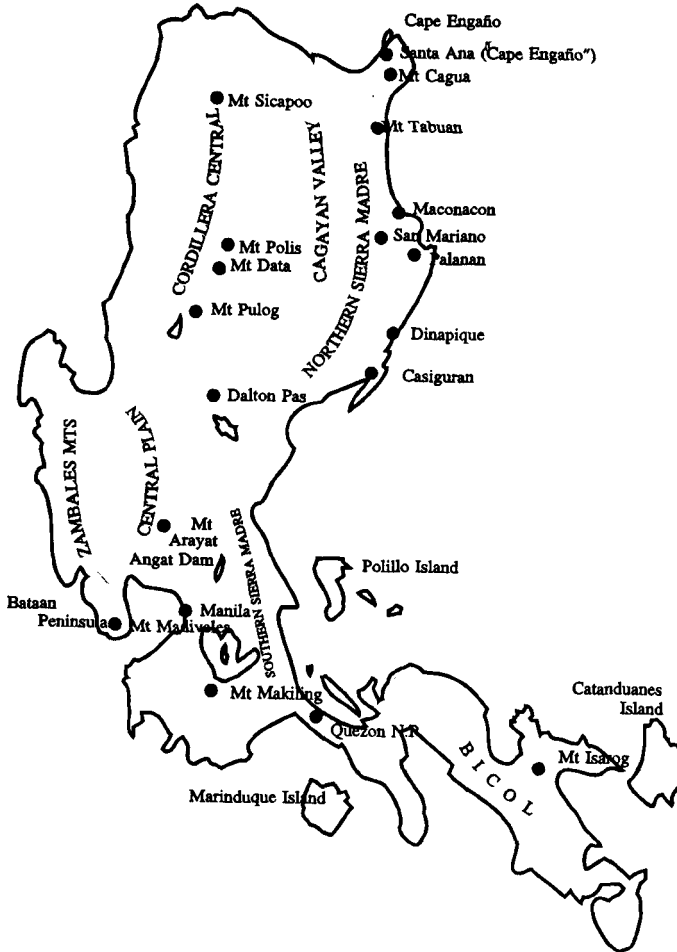 Cape Engaño
Santa Ana (“Cape Engaño”)
Mt Cagua
Mt Sicapoo
Mt Tabuan
CORDILLERA CENTRAL
CAGAYAN VALLEY
NORTHERN SIERRA MADRE
Maconacon
San Mariano
Palanan
Mt Polis
Mt Data
Mt Pulog
Dinapique
Casiguran
Dalton Pas
ZAMBALES MTS
CENTRAL PLAIN
Mt
Arayat
Angat Dam
SOUTHERN SIERRA MADRE
Polillo Island
Bataan
Peninsula
Manila
Mt Madivelea
Mt Makiling
Quezon N.P
Catanduanes
Island
BICOL
Mt Isarog
Marinduque Island